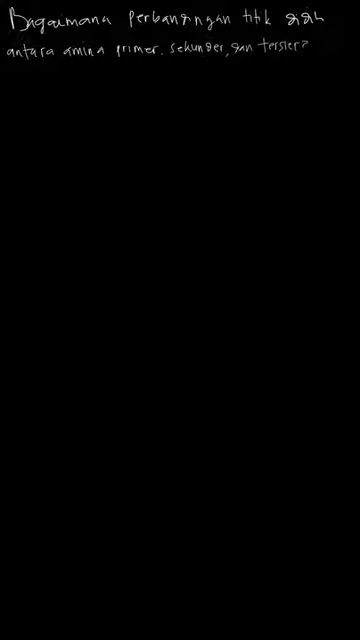 Bagaimana perbandingan titik didih
antara amina primer, sekunder, dan tersier?